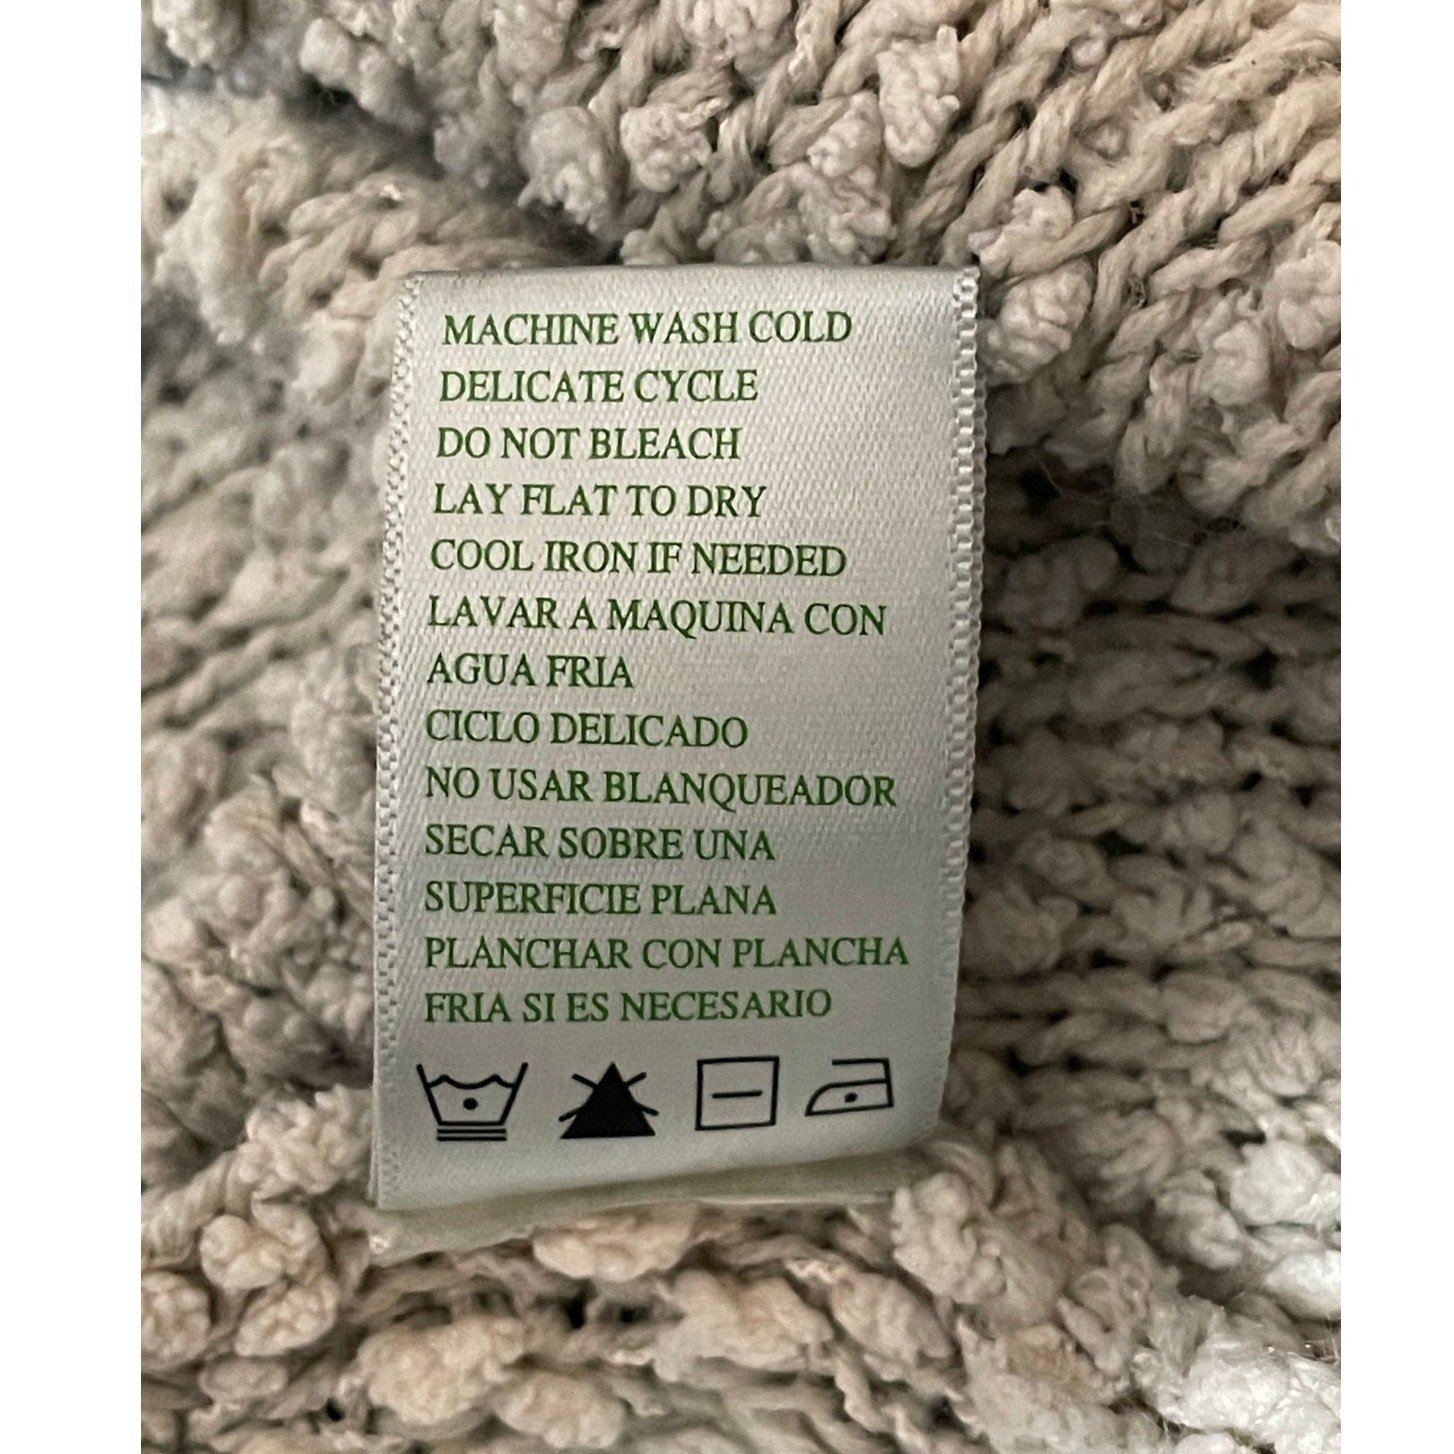 MACHINE WASH COLD
DELICATE CYCLE
DO NOT BLEACH
LAY FLAT TO DRY
COOL IRON IF NEEDED
LAVAR A MAQUINA CON
AGUA FRIA
CICLO DELICADO
NO USAR BLANQUEADOR
SECAR SOBRE UNA
SUPERFICIE PLANA
PLANCHAR CON PLANCHA
FRIA SI ES NECESARIO